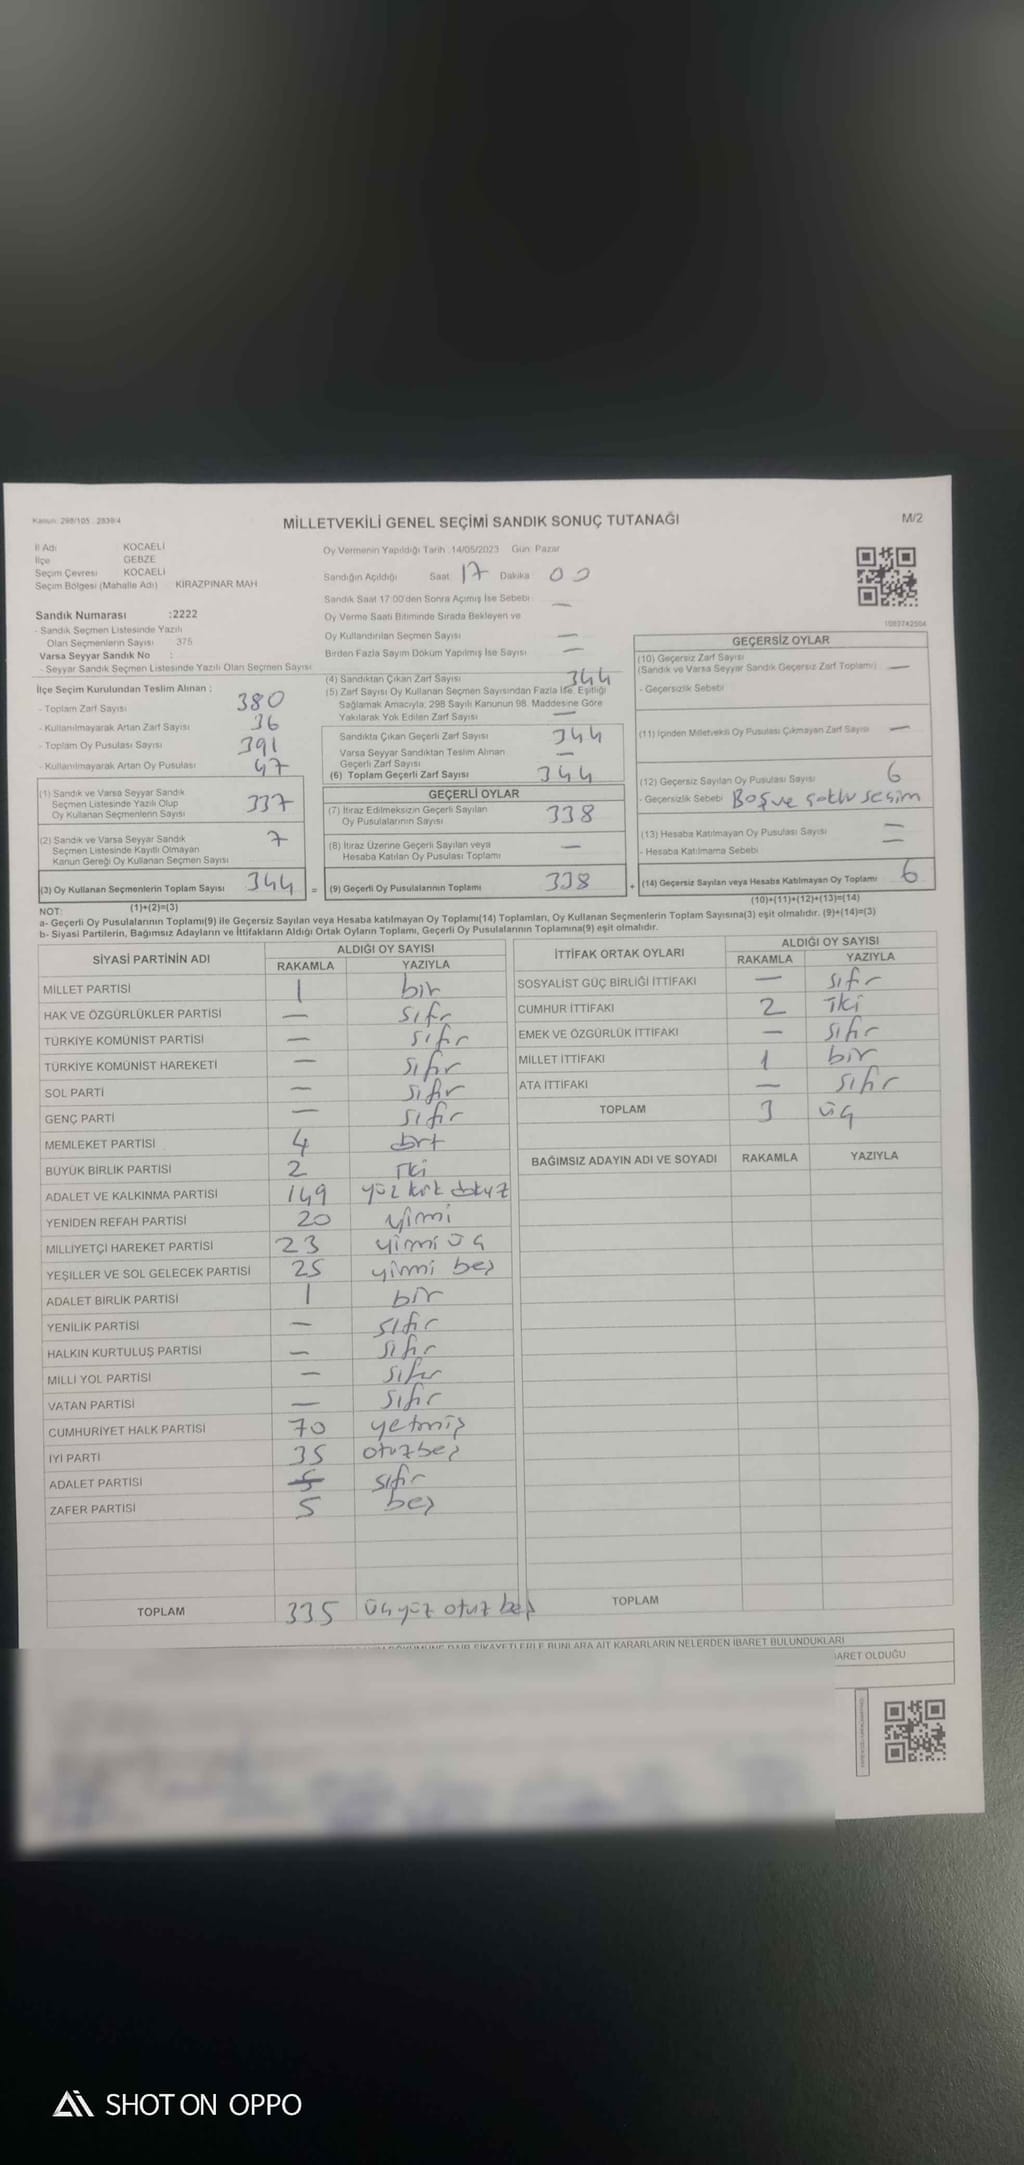 Kanun: 298/105 . 2839/4
MİLLETVEKİLİ GENEL SEÇİMİ SANDIK SONUÇ TUTANAĞI
M/2
İl Adı KOCAELİ
İlçe GEBZE
Seçim Çevresi KOCAELİ
Seçim Bölgesi (Mahalle Adı) KİRAZPINAR MAH
Sandık Numarası :2222
- Sandık Seçmen Listesinde Yazılı
Olan Seçmenlerin Sayısı 375
Varsa Seyyar Sandık No :
- Seyyar Sandık Seçmen Listesinde Yazılı Olan Seçmen Sayısı
İlçe Seçim Kurulundan Teslim Alınan :
- Toplam Zarf Sayısı 380
- Kullanılmayarak Artan Zarf Sayısı 36
- Toplam Oy Pusulası Sayısı 391
- Kullanılmayarak Artan Oy Pusulası 47
(1) Sandık ve Varsa Seyyar Sandık
Seçmen Listesinde Yazılı Olup
Oy Kullanan Seçmenlerin Sayısı 337
(2) Sandık ve Varsa Seyyar Sandık
Seçmen Listesinde Kayıtlı Olmayan
Kanun Gereği Oy Kullanan Seçmen Sayısı 7
(3) Oy Kullanan Seçmenlerin Toplam Sayısı 344 =
Oy Vermenin Yapıldığı Tarih :14/05/2023 Gün: Pazar
Sandığın Açıldığı Saat: 17 Dakika: 00
Sandık Saat 17:00'den Sonra Açımış İse Sebebi: —
Oy Verme Saati Bitiminde Sırada Bekleyen ve
Oy Kullandırılan Seçmen Sayısı —
Birden Fazla Sayım Döküm Yapılmış İse Sayısı —
(4) Sandıktan Çıkan Zarf Sayısı 344
(5) Zarf Sayısı Oy Kullanan Seçmen Sayısından Fazla İse, Eşitliği
Sağlamak Amacıyla, 298 Sayılı Kanunun 98. Maddesine Göre
Yakılarak Yok Edilen Zarf Sayısı —
Sandıkta Çıkan Geçerli Zarf Sayısı 344
Varsa Seyyar Sandıktan Teslim Alınan
Geçerli Zarf Sayısı —
(6) Toplam Geçerli Zarf Sayısı 344
GEÇERLİ OYLAR
(7) İtiraz Edilmeksizin Geçerli Sayılan
Oy Pusulalarının Sayısı 338
(8) İtiraz Üzerine Geçerli Sayılan veya
Hesaba Katılan Oy Pusulası Toplamı —
(9) Geçerli Oy Pusulalarının Toplamı 338 +
1083742504
GEÇERSİZ OYLAR
(10) Geçersiz Zarf Sayısı
(Sandık ve Varsa Seyyar Sandık Geçersiz Zarf Toplamı) —
- Geçersizlik Sebebi
(11) İçinden Milletvekili Oy Pusulası Çıkmayan Zarf Sayısı —
(12) Geçersiz Sayılan Oy Pusulası Sayısı 6
- Geçersizlik Sebebi Boş ve çoklu seçim
(13) Hesaba Katılmayan Oy Pusulası Sayısı —
- Hesaba Katılmama Sebebi —
(14) Geçersiz Sayılan veya Hesaba Katılmayan Oy Toplamı 6
NOT: (1)+(2)=(3) (10)+(11)+(12)+(13)=(14)
a- Geçerli Oy Pusulalarının Toplamı(9) ile Geçersiz Sayılan veya Hesaba katılmayan Oy Toplamı(14) Toplamları, Oy Kullanan Seçmenlerin Toplam Sayısına(3) eşit olmalıdır. (9)+(14)=(3)
b- Siyasi Partilerin, Bağımsız Adayların ve İttifakların Aldığı Ortak Oyların Toplamı, Geçerli Oy Pusulalarının Toplamına(9) eşit olmalıdır.
SİYASİ PARTİNİN ADI ALDIĞI OY SAYISI
RAKAMLA YAZIYLA
MİLLET PARTİSİ 1 bir
HAK VE ÖZGÜRLÜKLER PARTİSİ — sıfır
TÜRKİYE KOMÜNİST PARTİSİ — sıfır
TÜRKİYE KOMÜNİST HAREKETİ — sıfır
SOL PARTİ — sıfır
GENÇ PARTİ — sıfır
MEMLEKET PARTİSİ 4 dört
BÜYÜK BİRLİK PARTİSİ 2 iki
ADALET VE KALKINMA PARTİSİ 149 yüz kırk dokuz
YENİDEN REFAH PARTİSİ 20 yirmi
MİLLİYETÇİ HAREKET PARTİSİ 23 yirmi üç
YEŞİLLER VE SOL GELECEK PARTİSİ 25 yirmi beş
ADALET BİRLİK PARTİSİ 1 bir
YENİLİK PARTİSİ — sıfır
HALKIN KURTULUŞ PARTİSİ — sıfır
MİLLİ YOL PARTİSİ — sıfır
VATAN PARTİSİ — sıfır
CUMHURİYET HALK PARTİSİ 70 yetmiş
İYİ PARTİ 35 otuzbeş
ADALET PARTİSİ 5 sıfır
ZAFER PARTİSİ 5 beş
TOPLAM 335 üçyüz otuz beş
İTTİFAK ORTAK OYLARI ALDIĞI OY SAYISI
RAKAMLA YAZIYLA
SOSYALİST GÜÇ BİRLİĞİ İTTİFAKI — sıfır
CUMHUR İTTİFAKI 2 iki
EMEK VE ÖZGÜRLÜK İTTİFAKI — sıfır
MİLLET İTTİFAKI 1 bir
ATA İTTİFAKI — sıfır
TOPLAM 3 üç
BAĞIMSIZ ADAYIN ADI VE SOYADI RAKAMLA YAZIYLA
TOPLAM
ŞİKAYETLERLE BUNLARA AİT KARARLARIN NELERDEN İBARET BULUNDUKLARI
İBARET OLDUĞU
SHOT ON OPPO